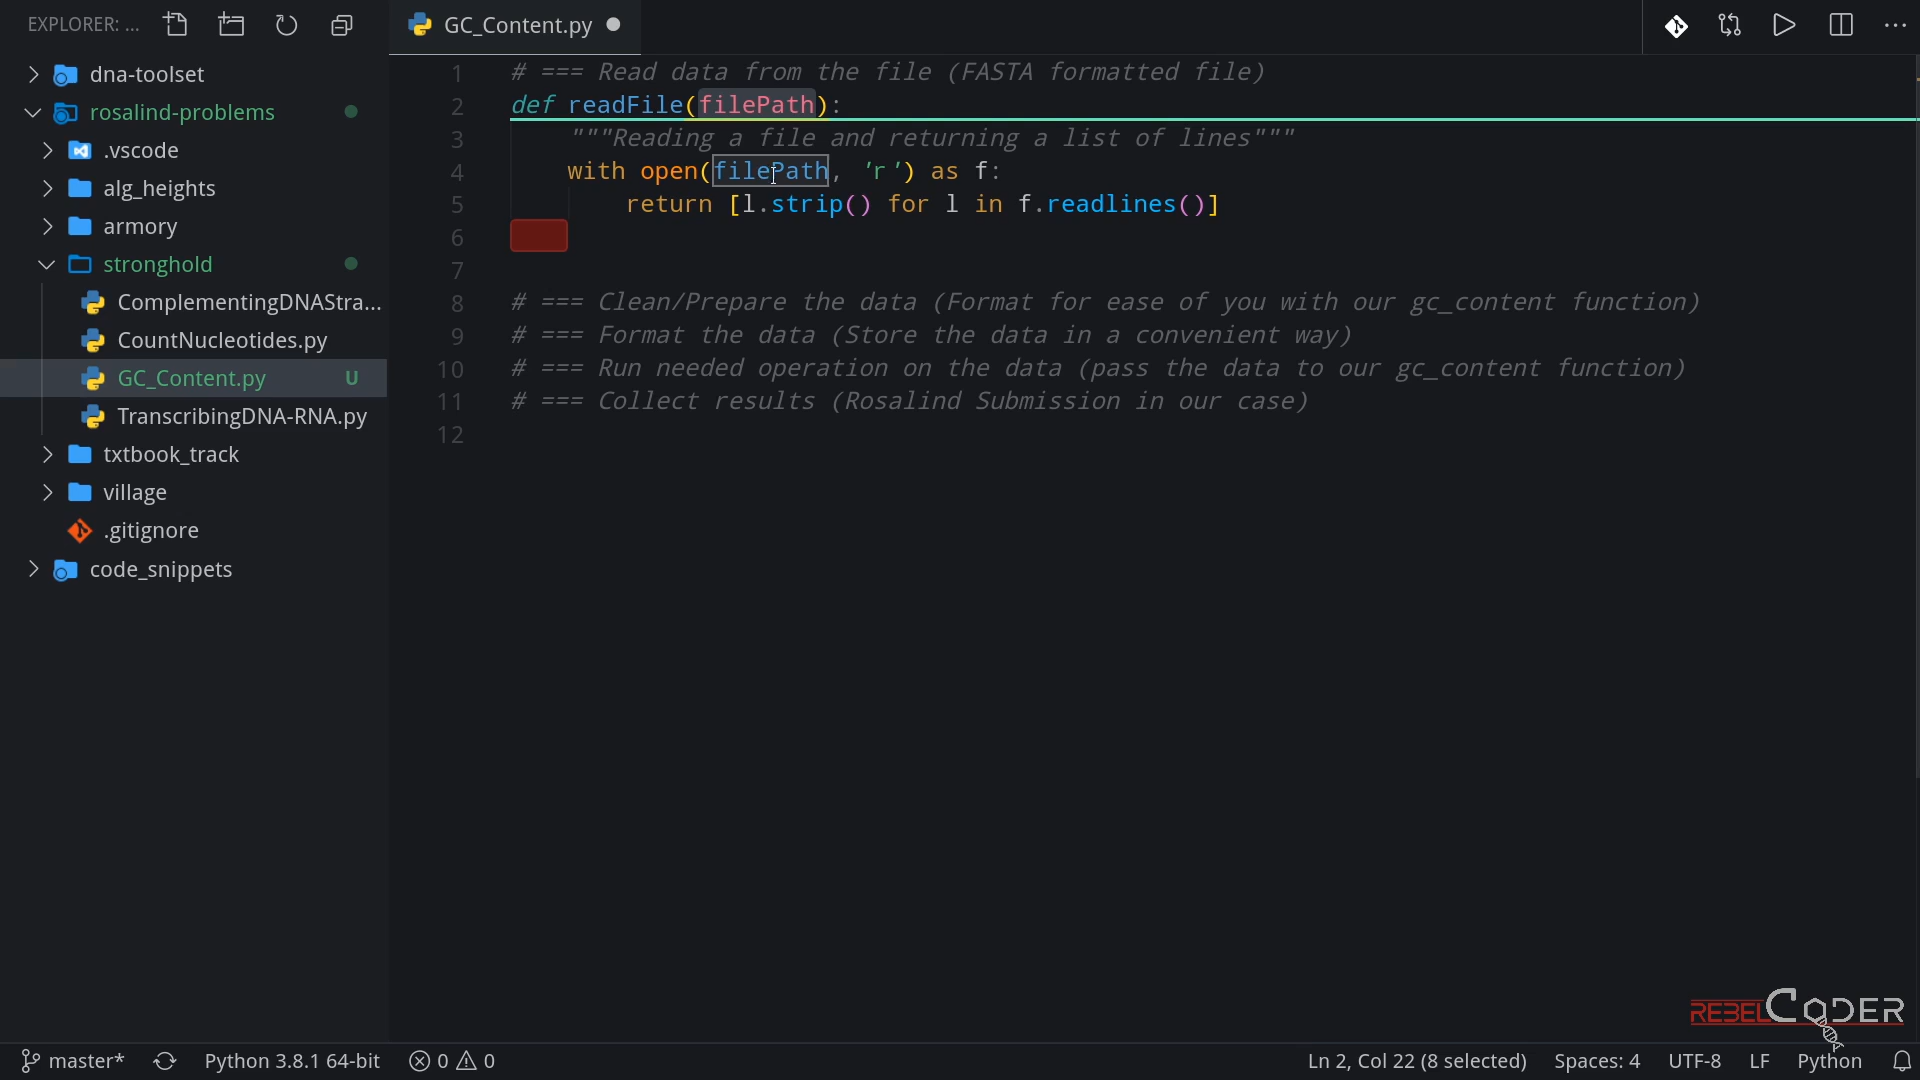 EXPLORER: ...
GC_Content.py
dna-toolset
rosalind-problems
.vscode
alg_heights
armory
stronghold
ComplementingDNAStra...
CountNucleotides.py
GC_Content.py U
TranscribingDNA-RNA.py
txtbook_track
village
.gitignore
code_snippets
1 # === Read data from the file (FASTA formatted file)
2 def readFile(filePath):
3 """Reading a file and returning a list of lines"""
4 with open(filePath, 'r') as f:
5 return [l.strip() for l in f.readlines()]
6
7
8 # === Clean/Prepare the data (Format for ease of you with our gc_content function)
9 # === Format the data (Store the data in a convenient way)
10 # === Run needed operation on the data (pass the data to our gc_content function)
11 # === Collect results (Rosalind Submission in our case)
12
REBELCODER
master* Python 3.8.1 64-bit 0 0 Ln 2, Col 22 (8 selected) Spaces: 4 UTF-8 LF Python